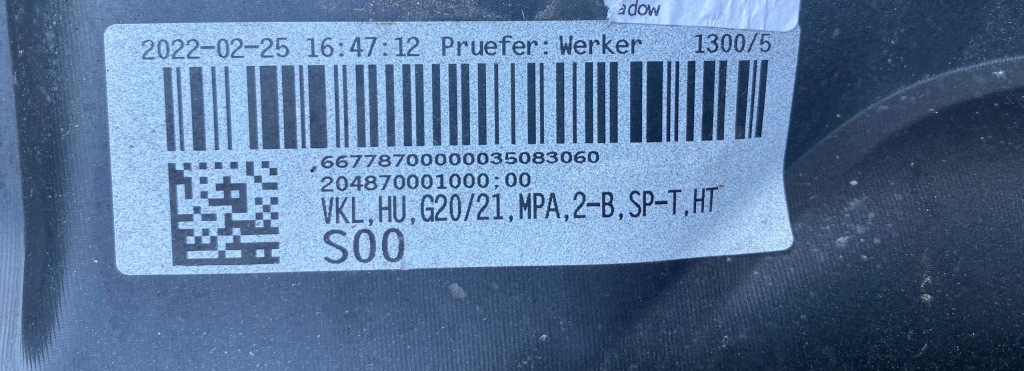 adow
2022-02-25 16:47:12 Pruefer: Werker 1300/5
.66778700000035083060
204870001000;00
VKL,HU,G20/21,MPA,2-B,SP-T,HT
S00